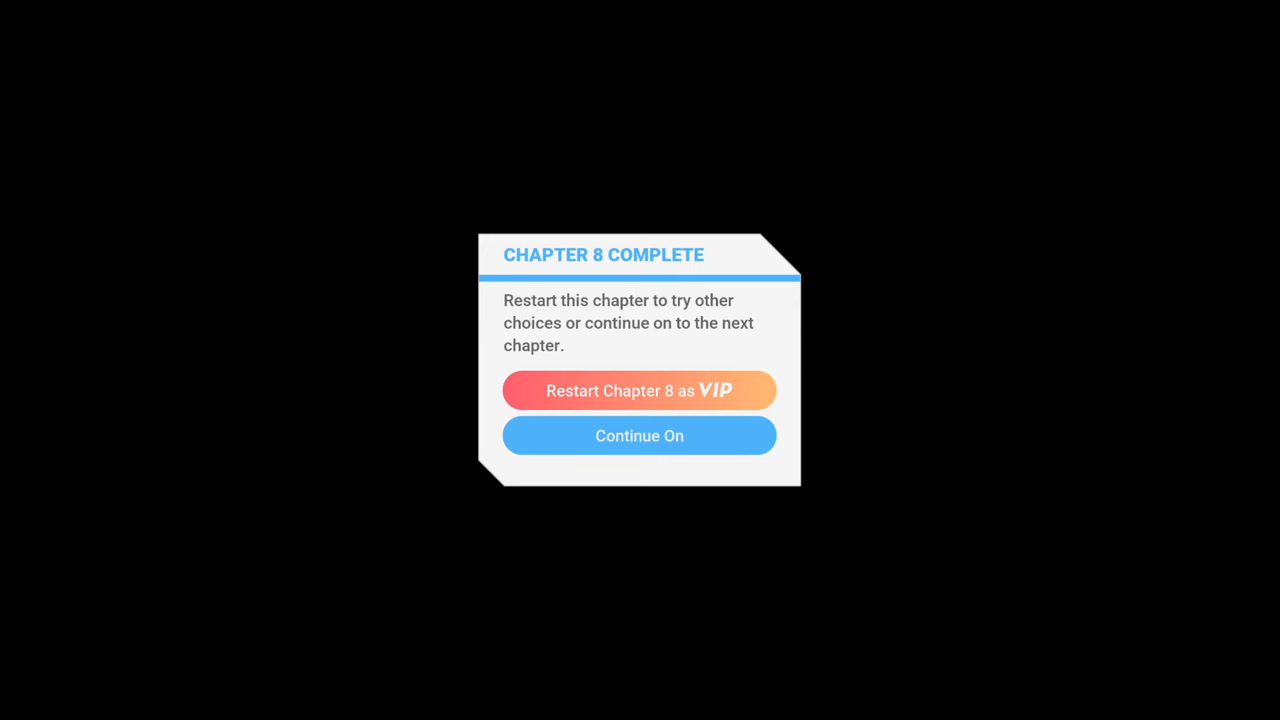 CHAPTER 8 COMPLETE
Restart this chapter to try other
choices or continue on to the next
chapter.
Restart Chapter 8 as VIP
Continue On